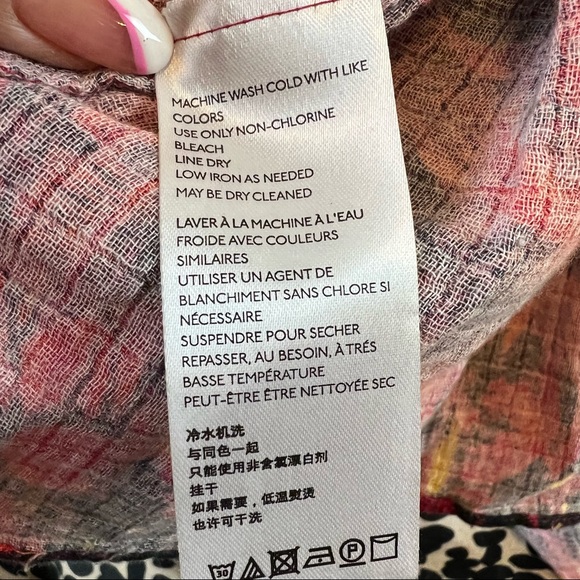 MACHINE WASH COLD WITH LIKE
COLORS
USE ONLY NON-CHLORINE
BLEACH
LINE DRY
LOW IRON AS NEEDED
MAY BE DRY CLEANED
LAVER À LA MACHINE À L'EAU
FROIDE AVEC COULEURS
SIMILAIRES
UTILISER UN AGENT DE
BLANCHIMENT SANS CHLORE SI
NÉCESSAIRE
SUSPENDRE POUR SECHER
REPASSER, AU BESOIN, À TRÉS
BASSE TEMPÉRATURE
PEUT-ÊTRE ÊTRE NETTOYÉE SEC
冷水机洗
与同色一起
只能使用非含氯漂白剂
挂干
如果需要，低温熨烫
也许可干洗
30 P